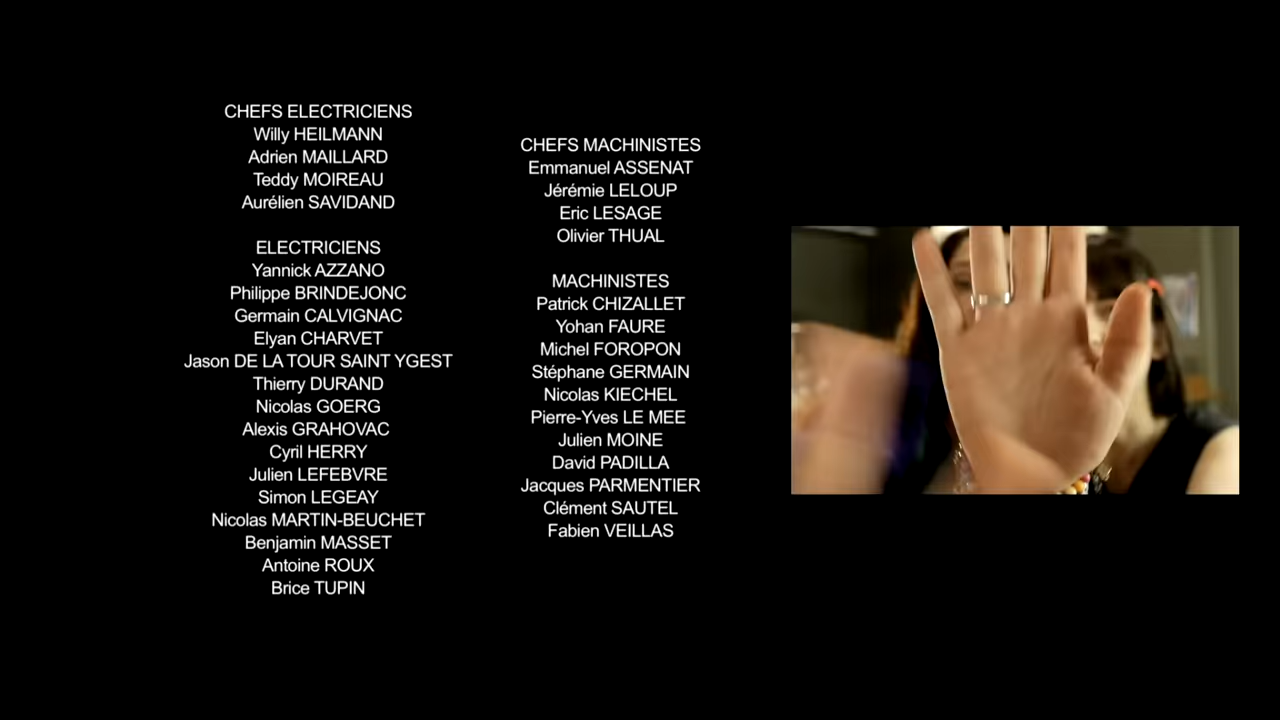 CHEFS ELECTRICIENS
Willy HEILMANN
Adrien MAILLARD
Teddy MOIREAU
Aurélien SAVIDAND
ELECTRICIENS
Yannick AZZANO
Philippe BRINDEJONC
Germain CALVIGNAC
Elyan CHARVET
Jason DE LA TOUR SAINT YGEST
Thierry DURAND
Nicolas GOERG
Alexis GRAHOVAC
Cyril HERRY
Julien LEFEBVRE
Simon LEGEAY
Nicolas MARTIN-BEUCHET
Benjamin MASSET
Antoine ROUX
Brice TUPIN
CHEFS MACHINISTES
Emmanuel ASSENAT
Jérémie LELOUP
Eric LESAGE
Olivier THUAL
MACHINISTES
Patrick CHIZALLET
Yohan FAURE
Michel FOROPON
Stéphane GERMAIN
Nicolas KIECHEL
Pierre-Yves LE MEE
Julien MOINE
David PADILLA
Jacques PARMENTIER
Clément SAUTEL
Fabien VEILLAS